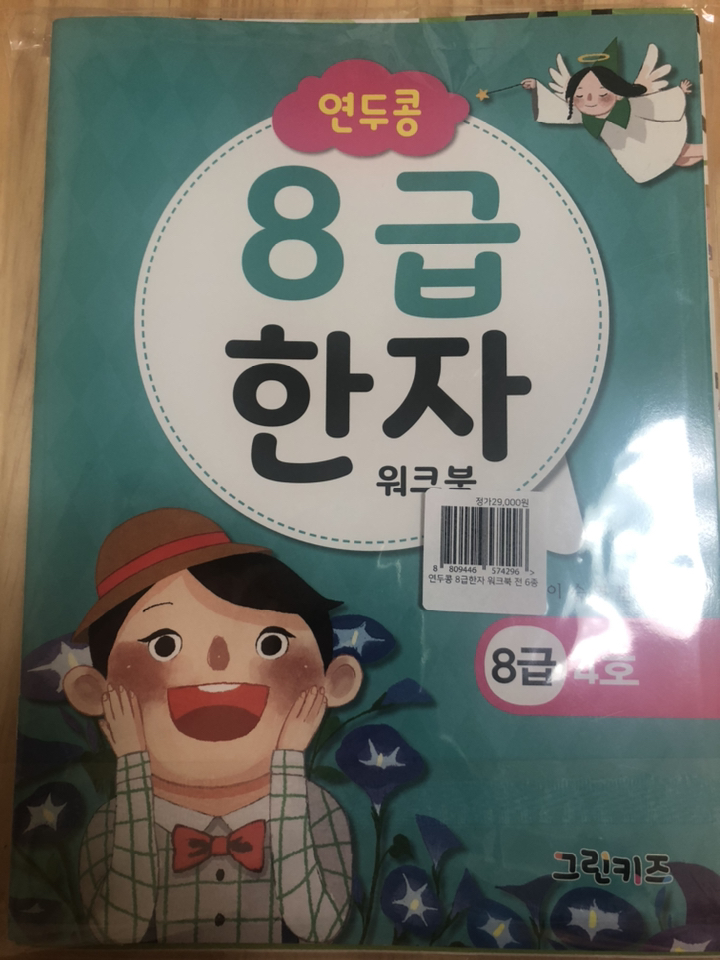 연두콩
8급
한자
워크북
정가29,000원
8 809446 574296 >
연두콩 8급한자 워크북 전 6종
8급 4호
그린키즈